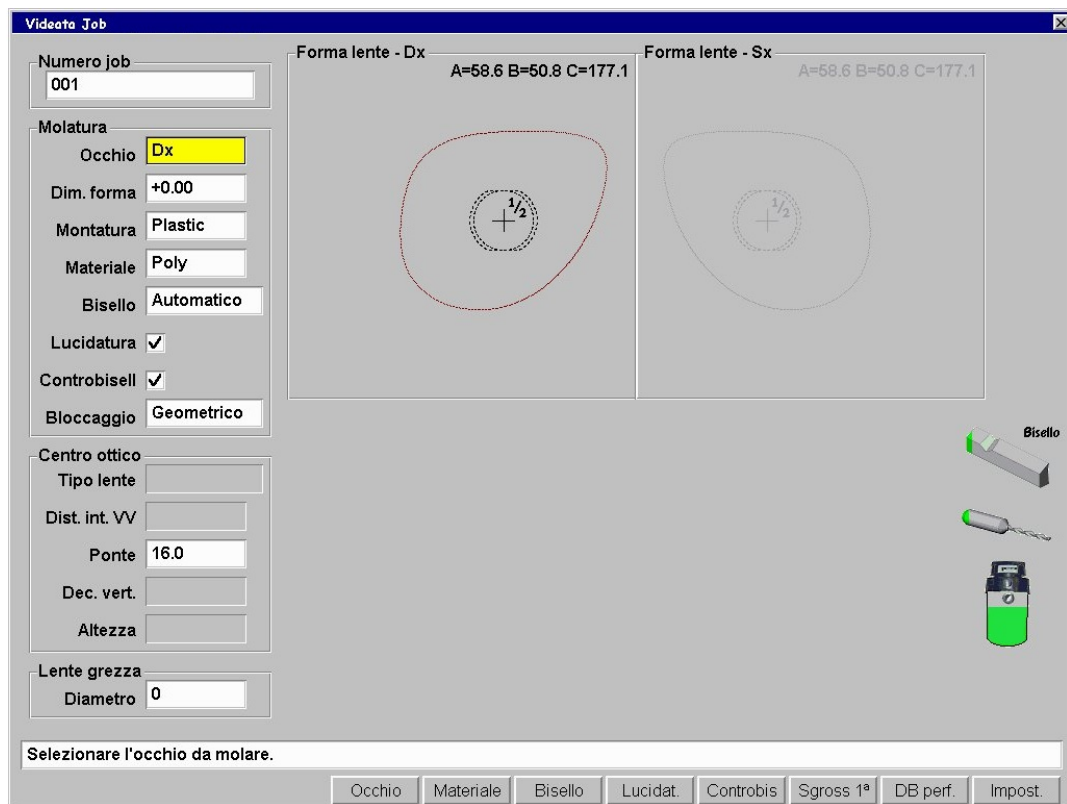 Videata Job
Numero job
001
Molatura
Occhio Dx
Dim. forma +0.00
Montatura Plastic
Materiale Poly
Bisello Automatico
Lucidatura
Controbisell
Bloccaggio Geometrico
Centro ottico
Tipo lente
Dist. int. VV
Ponte 16.0
Dec. vert.
Altezza
Lente grezza
Diametro 0
Forma lente - Dx
A=58.6 B=50.8 C=177.1
1/2
Forma lente - Sx
A=58.6 B=50.8 C=177.1
1/2
Bisello
Selezionare l'occhio da molare.
Occhio Materiale Bisello Lucidat. Controbis Sgross 1ª DB perf. Impost.